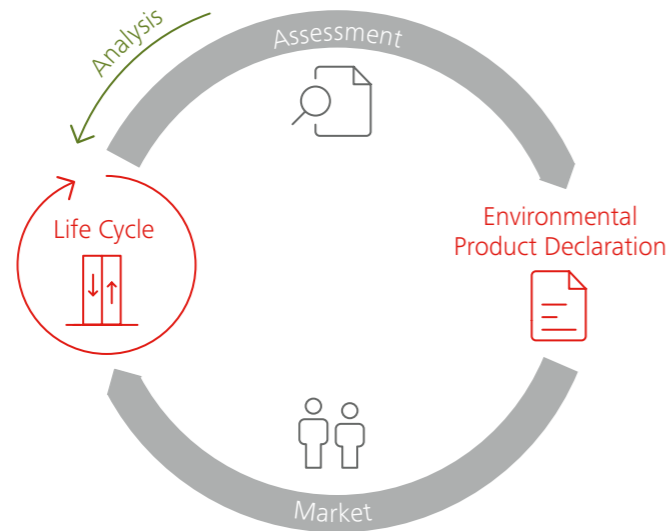 Analysis
Assessment
Life Cycle
Environmental
Product Declaration
Market